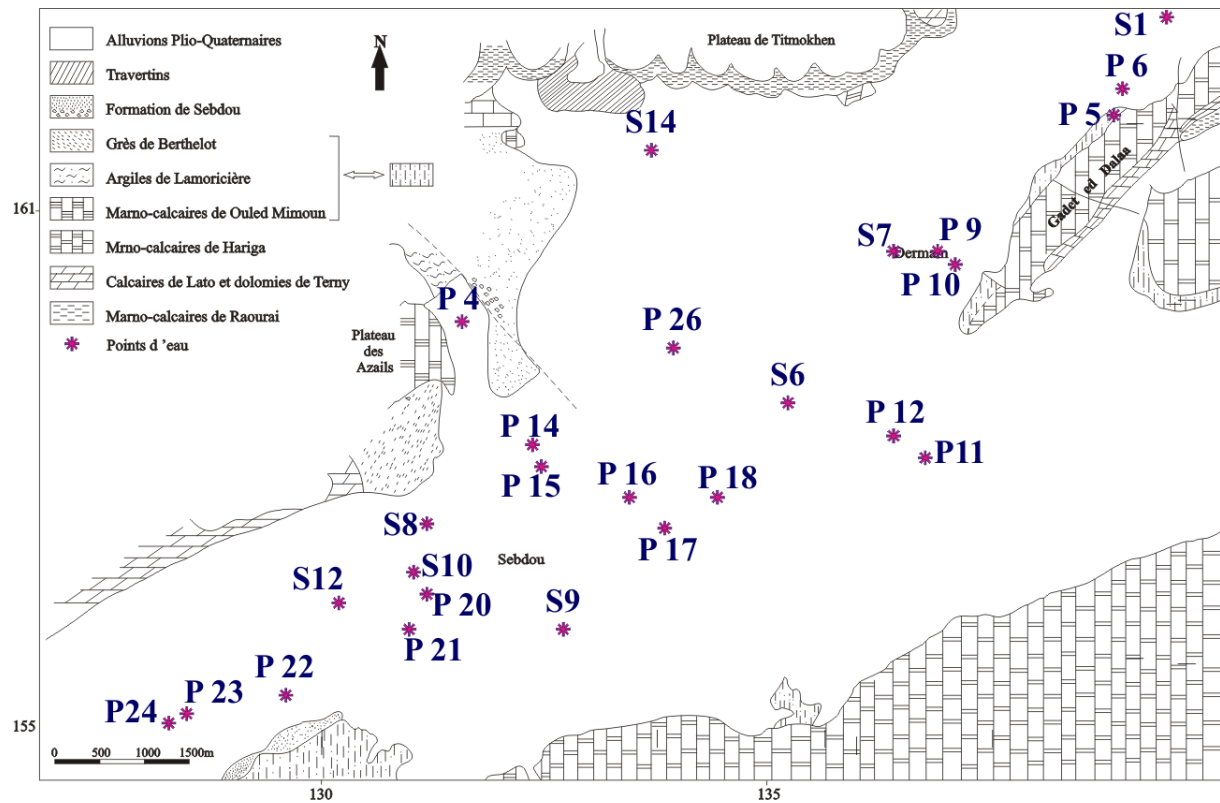 Alluvions Plio-Quaternaires
Travertins
Formation de Sebdou
Grès de Berthelot
Argiles de Lamoricière
Marno-calcaires de Ouled Mimoun
Mrno-calcaires de Hariga
Calcaires de Lato et dolomies de Terny
Marno-calcaires de Raourai
Points d 'eau
N
Plateau de Titmokhen
S1
P 6
P 5
S14
Gadet ed Dalaa
161
S7
P 9
Dermam
P 10
P 4
Plateau
des
Azails
P 26
S6
P 12
P11
P 14
P 15
P 16
P 18
P 17
S8
Sebdou
S10
S12
P 20
S9
P 21
P 22
P 23
P24
155
0 500 1000 1500m
130
135